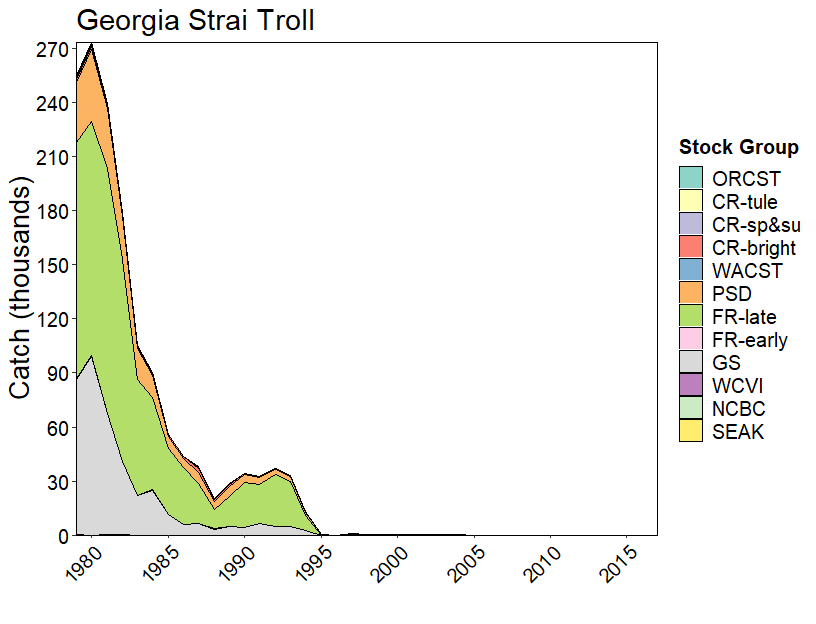 Georgia Strai Troll
Catch (thousands)
270
240
210
180
150
120
90
60
30
0
1980
1985
1990
1995
2000
2005
2010
2015
Stock Group
ORCST
CR-tule
CR-sp&su
CR-bright
WACST
PSD
FR-late
FR-early
GS
WCVI
NCBC
SEAK